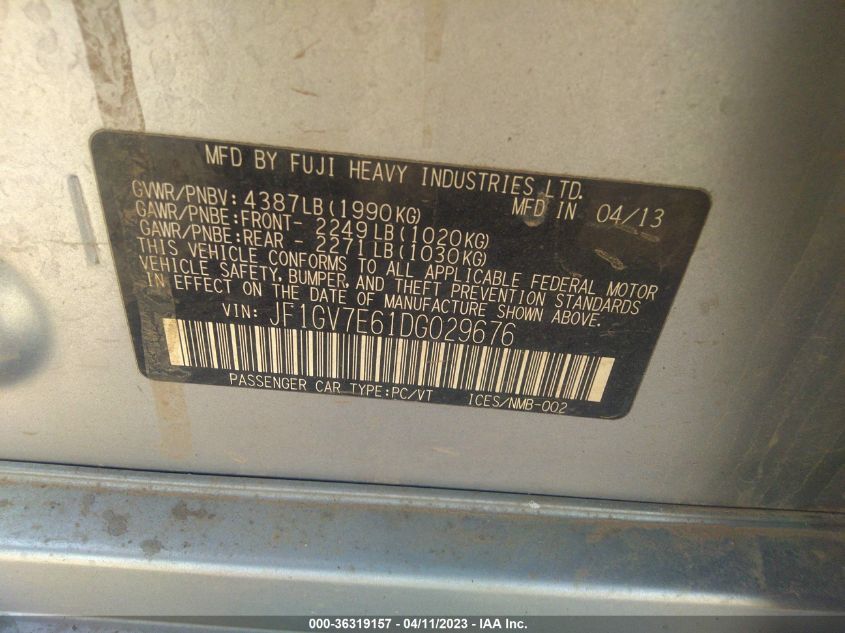 MFD BY FUJI HEAVY INDUSTRIES LTD.
GVWR/PNBV: 4387LB (1990KG) MFD IN 04/13
GAWR/PNBE: FRONT- 2249LB (1020KG)
GAWR/PNBE: REAR - 2271LB (1030KG)
THIS VEHICLE CONFORMS TO ALL APPLICABLE FEDERAL MOTOR
VEHICLE SAFETY, BUMPER, AND THEFT PREVENTION STANDARDS
IN EFFECT ON THE DATE OF MANUFACTURE SHOWN ABOVE.
VIN: JF1GV7E61DG029676
PASSENGER CAR TYPE:PC/VT ICES/NMB-002
000-36319157 - 04/11/2023 - IAA Inc.